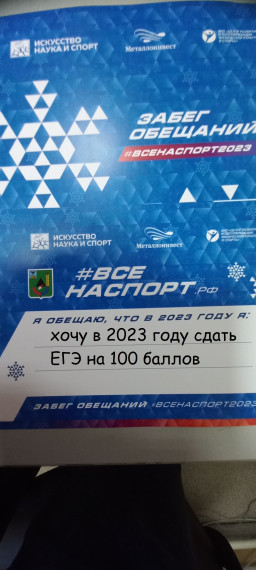 ИСКУССТВО
НАУКА И СПОРТ
Металлоинвест
ЗАБЕГ
ОБЕЩАНИЙ
#ВСЕНАСПОРТ2023
ИСКУССТВО
НАУКА И СПОРТ
Металлоинвест
#ВСЕ
НАСПОРТ.РФ
Я ОБЕЩАЮ, ЧТО В 2023 ГОДУ Я:
хочу в 2023 году сдать
ЕГЭ на 100 баллов
ЗАБЕГ ОБЕЩАНИЙ #ВСЕНАСПОРТ2023